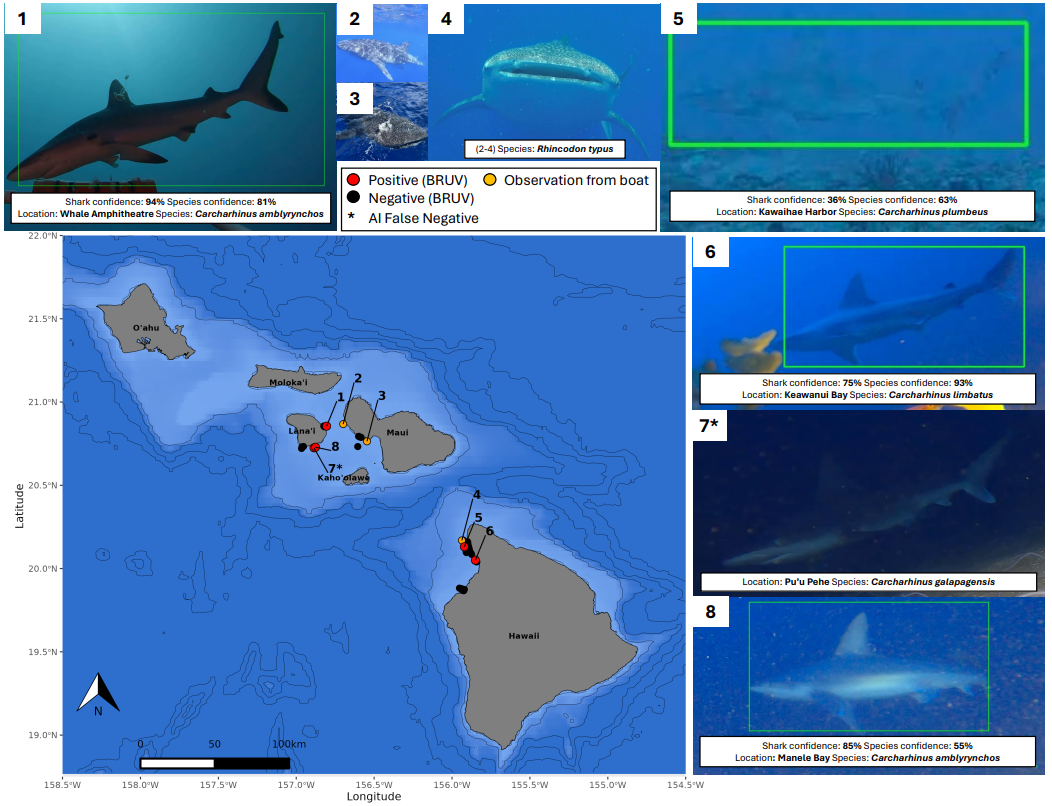 1
Shark confidence: 94% Species confidence: 81%
Location: Whale Amphitheatre Species: Carcharhinus amblyrynchos
2
3
4
(2-4) Species: Rhincodon typus
Positive (BRUV)
Observation from boat
Negative (BRUV)
* AI False Negative
5
Shark confidence: 36% Species confidence: 63%
Location: Kawaihae Harbor Species: Carcharhinus plumbeus
6
Shark confidence: 75% Species confidence: 93%
Location: Keawanui Bay Species: Carcharhinus limbatus
7*
Location: Pu'u Pehe Species: Carcharhinus galapagensis
8
Shark confidence: 85% Species confidence: 55%
Location: Manele Bay Species: Carcharhinus amblyrynchos
22.0°N
21.5°N
21.0°N
20.5°N
20.0°N
19.5°N
19.0°N
Latitude
O'ahu
Moloka'i
Lana'i
Maui
Kaho'olawe
Hawaii
1
2
3
8
7*
4
5
6
N
0
50
100km
158.5°W
158.0°W
157.5°W
157.0°W
156.5°W
156.0°W
155.5°W
155.0°W
154.5°W
Longitude